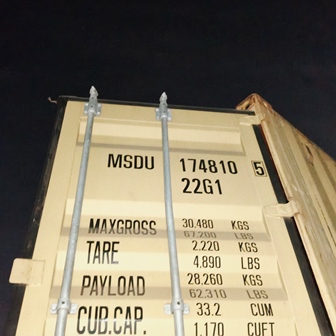 MSDU 174810 5
22G1
MAXGROSS 30.480 KGS
67,200 LBS
TARE 2.220 KGS
4,890 LBS
PAYLOAD 28,260 KGS
62,310 LBS
CUB.CAP. 33.2 CUM
1,170 CUFT